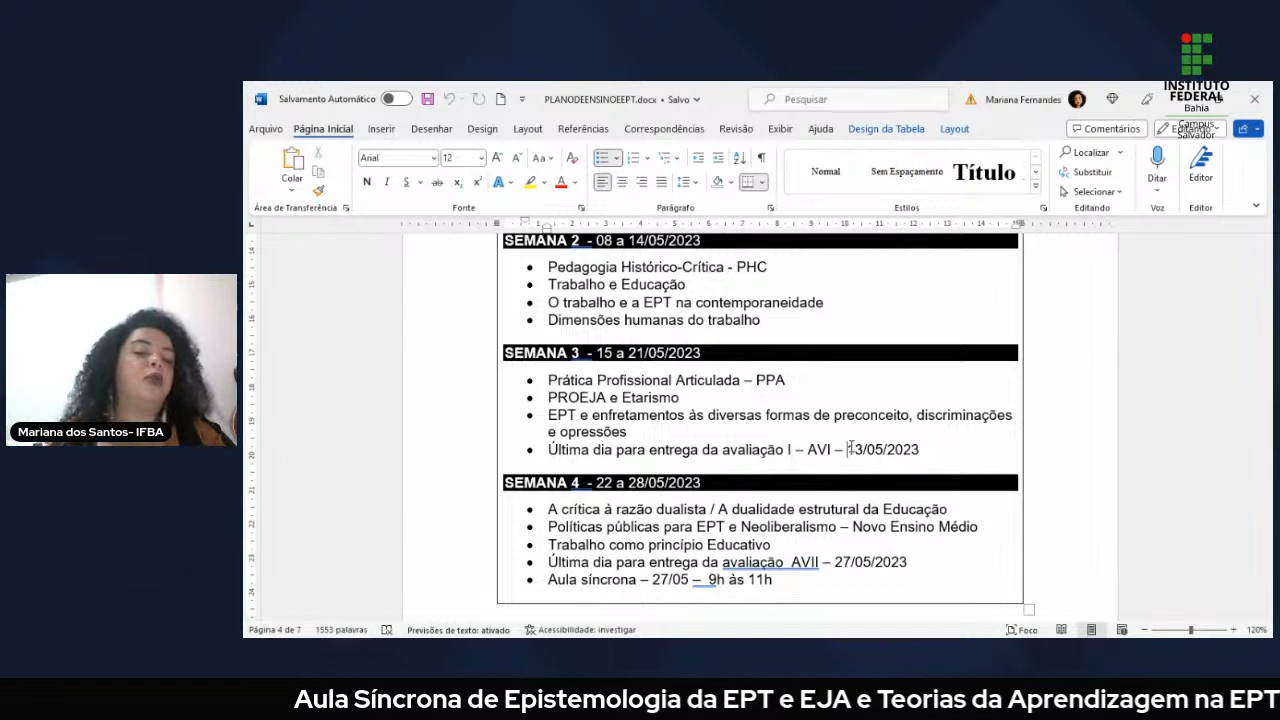 INSTITUTO
FEDERAL
Bahia
Campus
Salvador
Salvamento Automático
PLANODEENSINOEEPT.docx • Salvo
Pesquisar
Mariana Fernandes
Arquivo
Página Inicial
Inserir
Desenhar
Design
Layout
Referências
Correspondências
Revisão
Exibir
Ajuda
Design da Tabela
Layout
Comentários
Colar
Arial
12
Normal
Sem Espaçamento
Título
Localizar
Substituir
Selecionar
Ditar
Editor
Área de Transferência
Fonte
Parágrafo
Estilos
Editando
Voz
Editor
SEMANA 2 - 08 a 14/05/2023
• Pedagogia Histórico-Crítica - PHC
• Trabalho e Educação
• O trabalho e a EPT na contemporaneidade
• Dimensões humanas do trabalho
SEMANA 3 - 15 a 21/05/2023
• Prática Profissional Articulada – PPA
• PROEJA e Etarismo
• EPT e enfretamentos às diversas formas de preconceito, discriminações
e opressões
• Última dia para entrega da avaliação I – AVI –
SEMANA 4 - 22 a 28/05/2023
• A crítica à razão dualista / A dualidade estrutural da Educação
• Políticas públicas para EPT e Neoliberalismo – Novo Ensino Médio
• Trabalho como princípio Educativo
• Última dia para entrega da avaliação AVII – 27/05/2023
• Aula síncrona – 27/05 – 9h às 11h
Mariana dos Santos- IFBA
Página 4 de 7
1553 palavras
Previsões de texto: ativado
Acessibilidade: investigar
Foco
120%
Aula Síncrona de Epistemologia da EPT e EJA e Teorias da Aprendizagem na EPT